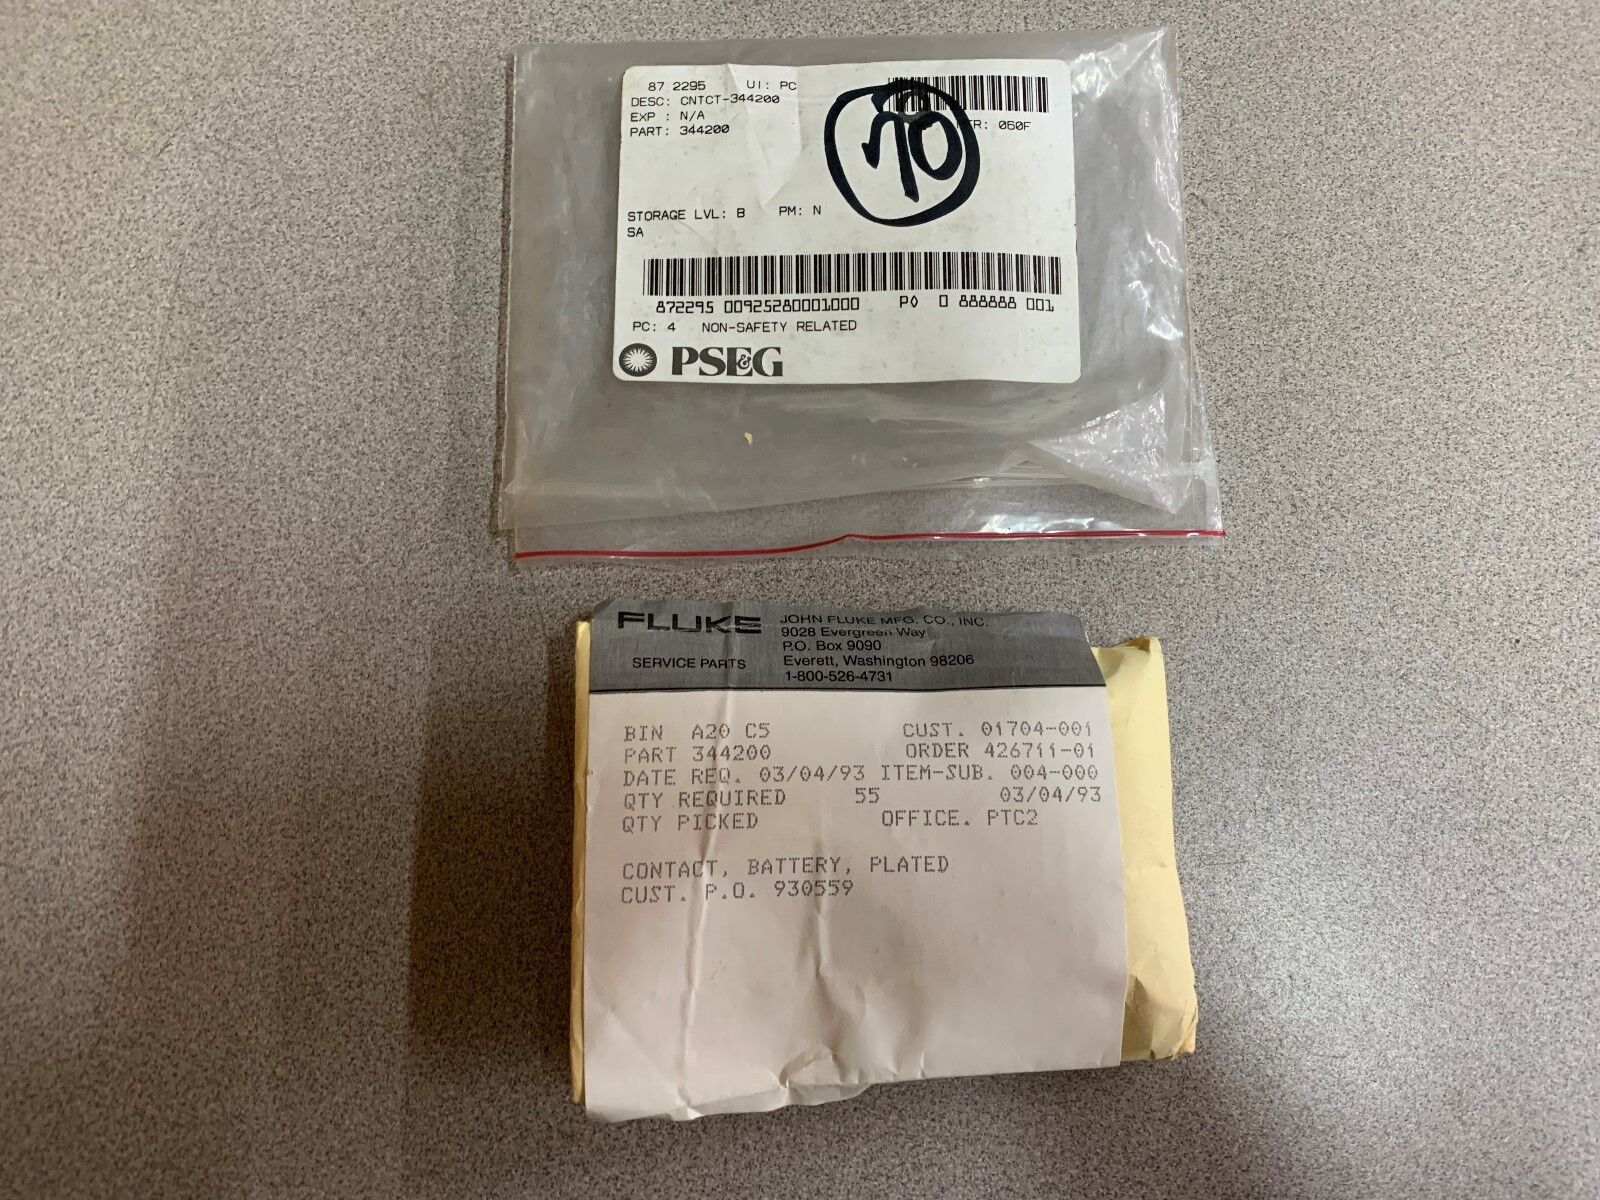 87 2295 UI: PC
DESC: CNTCT-344200
EXP : N/A
PART: 344200
060F
70
STORAGE LVL: B PM: N
SA
872295 00925280001000 P0 0 888888 001
PC: 4 NON-SAFETY RELATED
PSE&G
FLUKE
SERVICE PARTS
JOHN FLUKE MFG. CO., INC.
9028 Evergreen Way
P.O. Box 9090
Everett, Washington 98206
1-800-526-4731
BIN A20 C5 CUST. 01704-001
PART 344200 ORDER 426711-01
DATE REQ. 03/04/93 ITEM-SUB. 004-000
QTY REQUIRED 55 03/04/93
QTY PICKED OFFICE. PTC2
CONTACT, BATTERY, PLATED
CUST. P.O. 930559